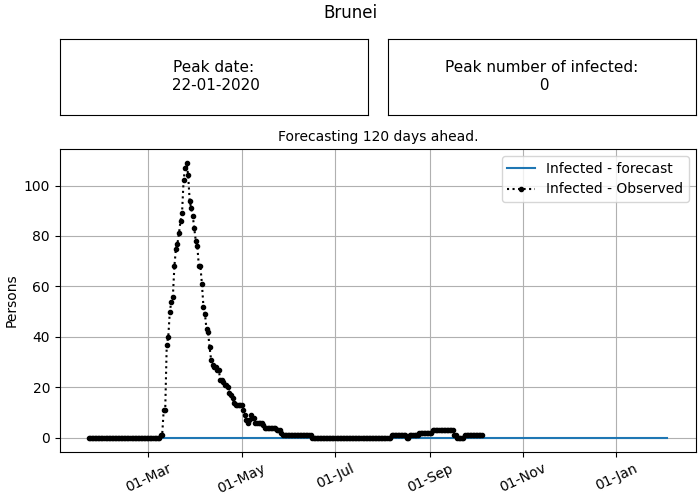 Brunei
Peak date:
22-01-2020
Peak number of infected:
0
Forecasting 120 days ahead.
Infected - forecast
Infected - Observed
Persons
100
80
60
40
20
0
01-Mar
01-May
01-Jul
01-Sep
01-Nov
01-Jan